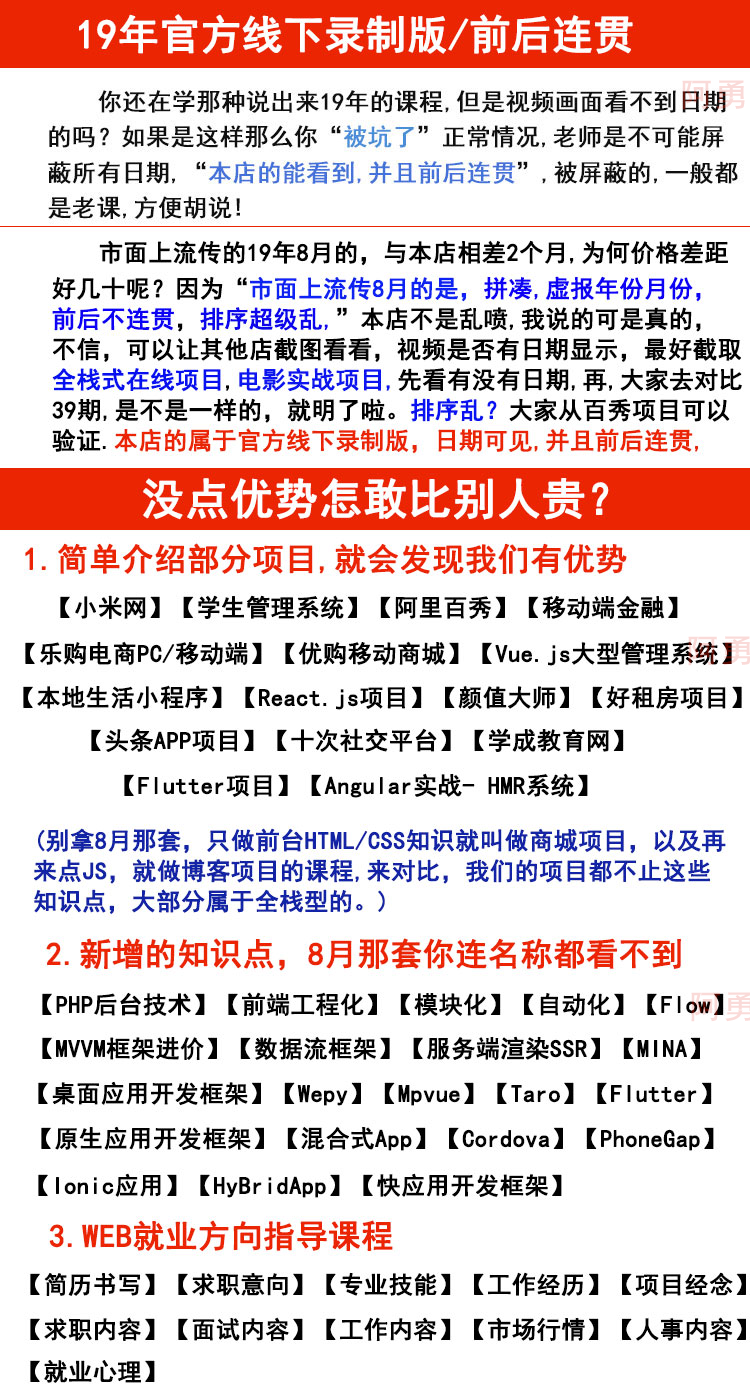 19年官方线下录制版/前后连贯
阿勇
你还在学那种说出来19年的课程,但是视频画面看不到日期
的吗? 如果是这样那么你“被坑了”正常情况,老师是不可能屏
蔽所有日期, “本店的能看到,并且前后连贯”,被屏蔽的,一般都
是老课,方便胡说!
市面上流传的19年8月的，与本店相差2个月,为何价格差距
好几十呢? 因为“市面上流传8月的是，拼凑,虚报年份月份，
前后不连贯，排序超级乱,”本店不是乱喷,我说的可是真的，
不信，可以让其他店截图看看，视频是否有日期显示，最好截取
全栈式在线项目,电影实战项目,先看有没有日期,再,大家去对比
39期,是不是一样的，就明了啦。排序乱? 大家从百秀项目可以
验证.本店的属于官方线下录制版，日期可见,并且前后连贯,
没点优势怎敢比别人贵?
1.简单介绍部分项目,就会发现我们有优势
【小米网】【学生管理系统】【阿里百秀】【移动端金融】
【乐购电商PC/移动端】【优购移动商城】【Vue.js大型管理系统】
阿勇
【本地生活小程序】【React.js项目】【颜值大师】【好租房项目】
【头条APP项目】【十次社交平台】【学成教育网】
【Flutter项目】【Angular实战- HMR系统】
(别拿8月那套，只做前台HTML/CSS知识就叫做商城项目，以及再
来点JS，就做博客项目的课程,来对比，我们的项目都不止这些
知识点，大部分属于全栈型的。)
2.新增的知识点，8月那套你连名称都看不到
【PHP后台技术】【前端工程化】【模块化】【自动化】【Flow】
阿勇
【MVVM框架进价】【数据流框架】【服务端渲染SSR】【MINA】
【桌面应用开发框架】【Wepy】【Mpvue】【Taro】【Flutter】
【原生应用开发框架】【混合式App】【Cordova】【PhoneGap】
【Ionic应用】【HyBridApp】【快应用开发框架】
3.WEB就业方向指导课程
【简历书写】【求职意向】【专业技能】【工作经历】【项目经念】
【求职内容】【面试内容】【工作内容】【市场行情】【人事内容】
【就业心理】